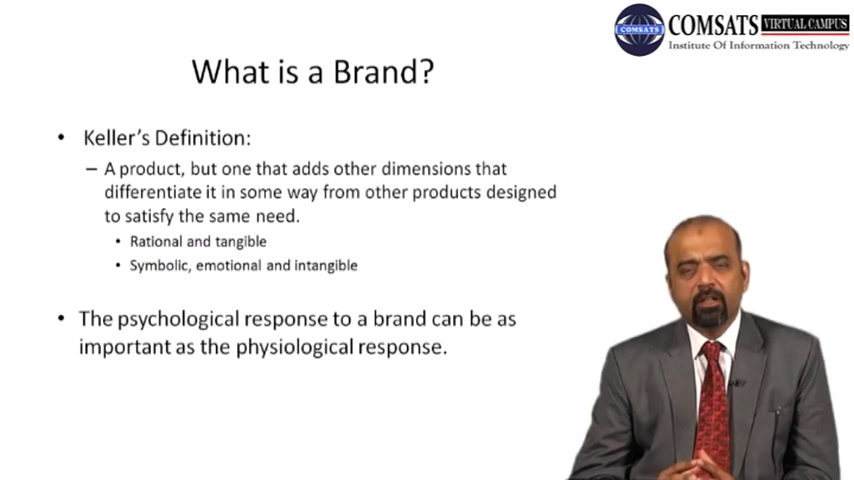 COMSATS
COMSATS VIRTUAL CAMPUS
Institute Of Information Technology
What is a Brand?
• Keller's Definition:
– A product, but one that adds other dimensions that
differentiate it in some way from other products designed
to satisfy the same need.
• Rational and tangible
• Symbolic, emotional and intangible
• The psychological response to a brand can be as
important as the physiological response.